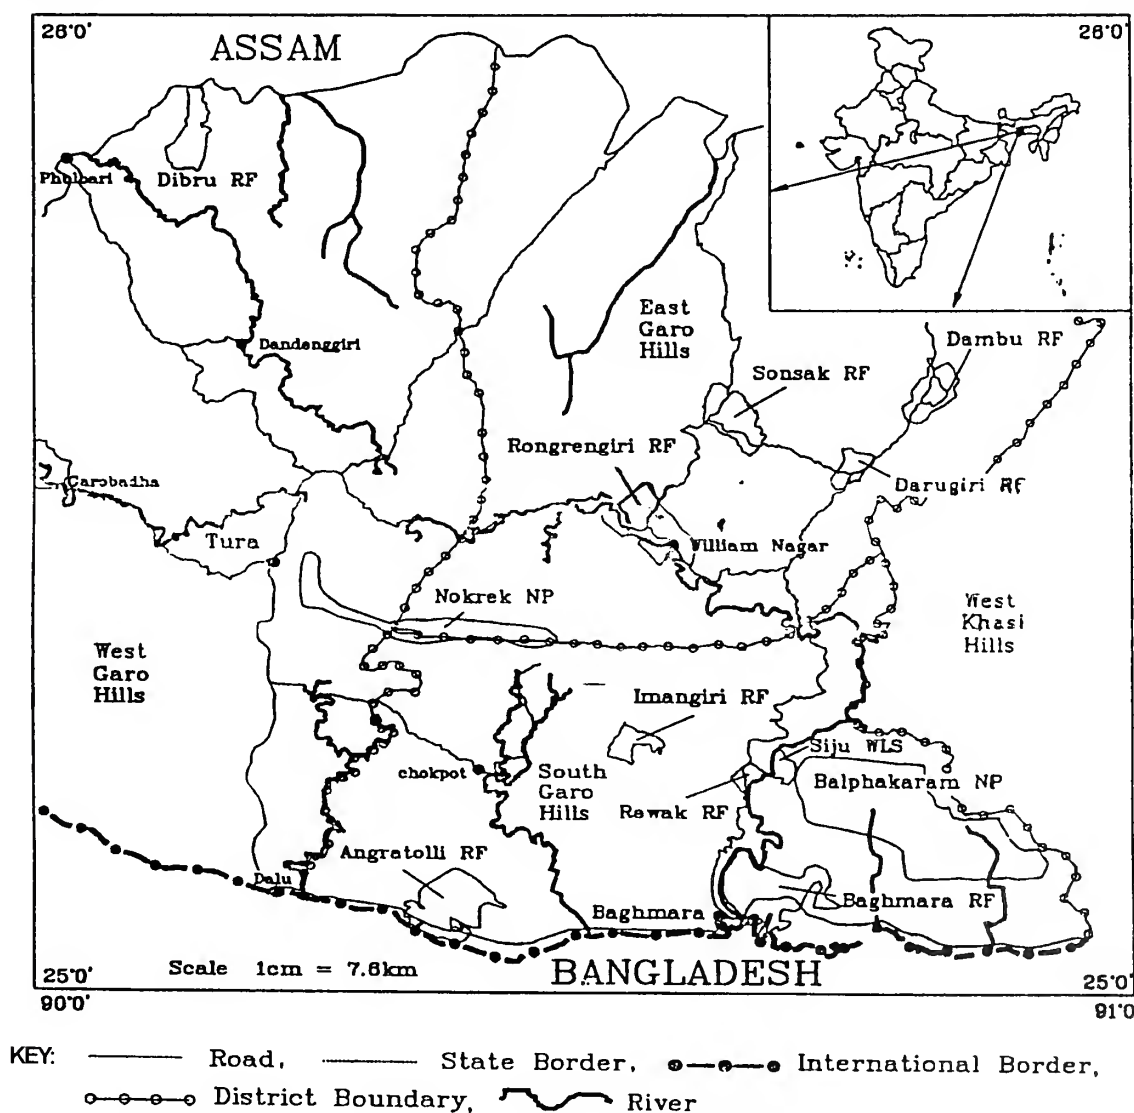 26°0'
ASSAM
26°0'
Phulbari
Dibru RF
East
Garo
Hills
Dandenggiri
Dambu RF
Sonsak RF
Rongrengiri RF
Garobadha
Darugiri RF
Tura
William Nagar
Nokrek NP
West
Khasi
Hills
West
Garo
Hills
Imangiri RF
Siju WLS
chokpot
South
Garo
Hills
Balphakaram NP
Rewak RF
Angratolli RF
Dalu
Baghmara RF
Baghmara
Scale 1cm = 7.6km
BANGLADESH
25°0'
25°0'
90°0'
91°0'
KEY: Road, State Border, International Border,
District Boundary, River